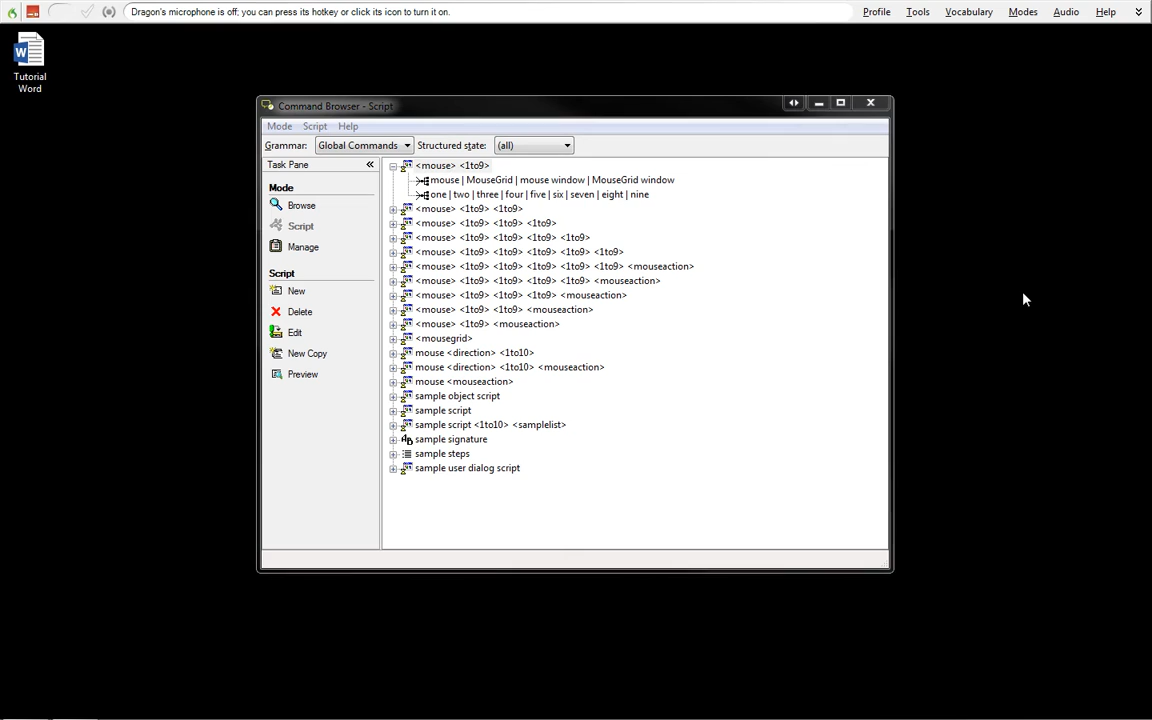 Dragon's microphone is off; you can press its hotkey or click its icon to turn it on.
Profile Tools Vocabulary Modes Audio Help
Tutorial
Word
Command Browser - Script
Mode Script Help
Grammar: Global Commands Structured state: (all)
Task Pane
Mode
Browse
Script
Manage
Script
New
Delete
Edit
New Copy
Preview
<mouse> <1to9>
mouse | MouseGrid | mouse window | MouseGrid window
one | two | three | four | five | six | seven | eight | nine
<mouse> <1to9> <1to9>
<mouse> <1to9> <1to9> <1to9>
<mouse> <1to9> <1to9> <1to9> <1to9>
<mouse> <1to9> <1to9> <1to9> <1to9> <1to9>
<mouse> <1to9> <1to9> <1to9> <1to9> <1to9> <mouseaction>
<mouse> <1to9> <1to9> <1to9> <1to9> <mouseaction>
<mouse> <1to9> <1to9> <1to9> <mouseaction>
<mouse> <1to9> <1to9> <mouseaction>
<mouse> <1to9> <mouseaction>
<mousegrid>
mouse <direction> <1to10>
mouse <direction> <1to10> <mouseaction>
mouse <mouseaction>
sample object script
sample script
sample script <1to10> <samplelist>
sample signature
sample steps
sample user dialog script